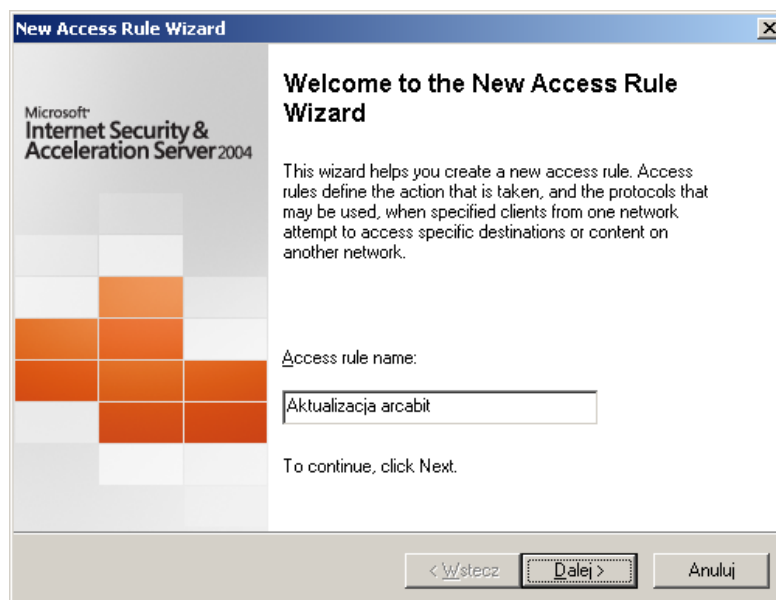 New Access Rule Wizard
Microsoft
Internet Security &
Acceleration Server 2004
Welcome to the New Access Rule
Wizard
This wizard helps you create a new access rule. Access
rules define the action that is taken, and the protocols that
may be used, when specified clients from one network
attempt to access specific destinations or content on
another network.
Access rule name:
Aktualizacja arcabit
To continue, click Next.
< Wstecz
Dalej >
Anuluj